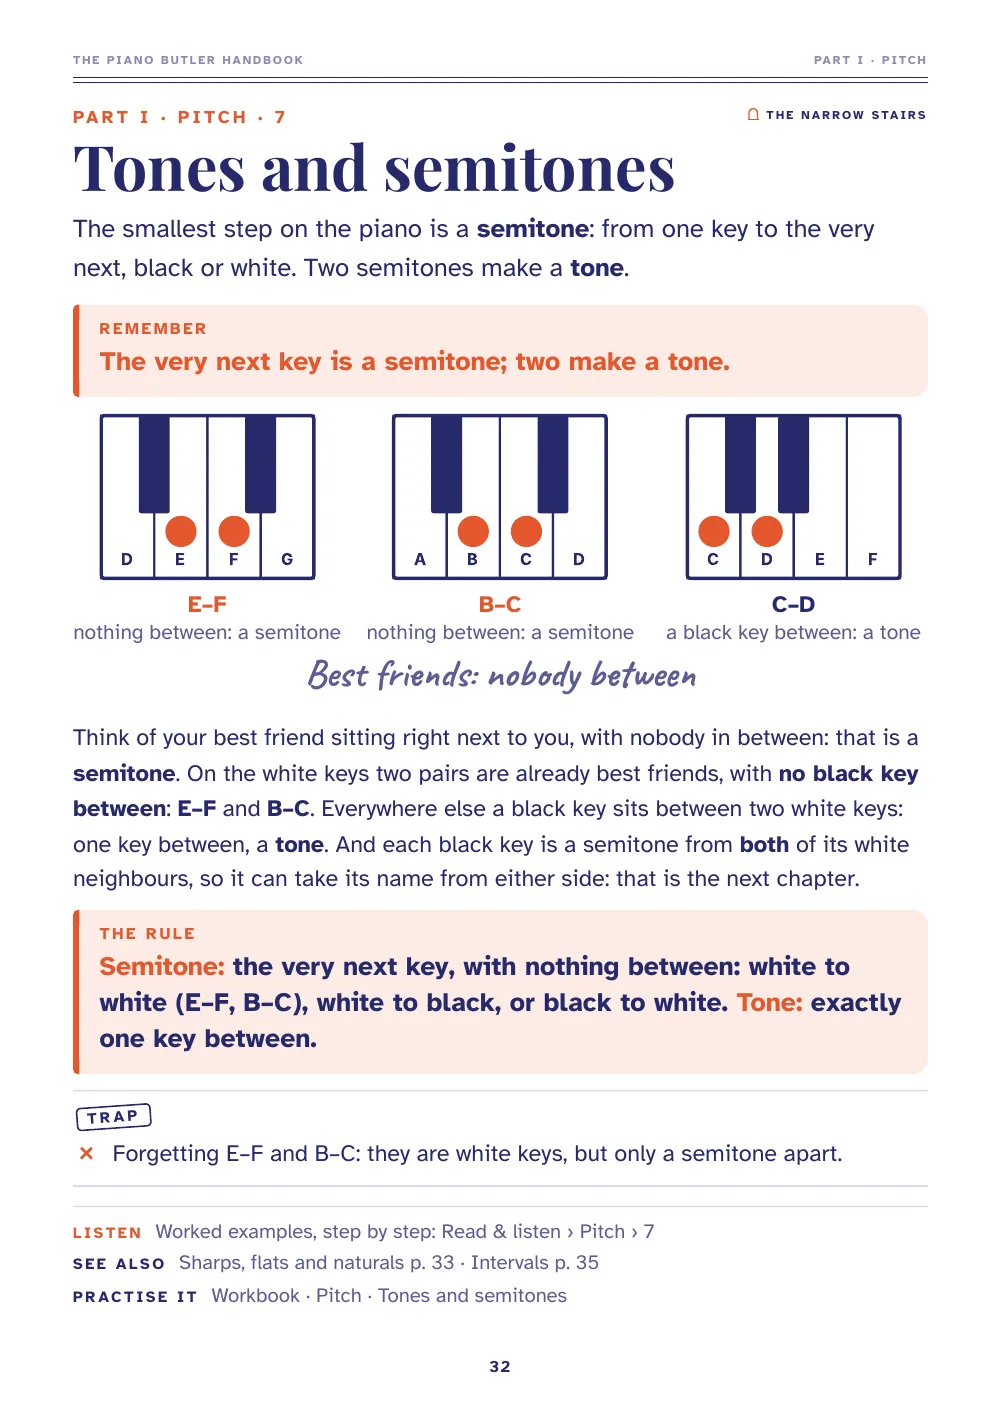 THE PIANO BUTLER HANDBOOK
PART I · PITCH
PART I · PITCH · 7
THE NARROW STAIRS
Tones and semitones
The smallest step on the piano is a semitone: from one key to the very
next, black or white. Two semitones make a tone.
REMEMBER
The very next key is a semitone; two make a tone.
D E F G
A B C D
C D E F
E–F
B–C
C–D
nothing between: a semitone
nothing between: a semitone
a black key between: a tone
Best friends: nobody between
Think of your best friend sitting right next to you, with nobody in between: that is a
semitone. On the white keys two pairs are already best friends, with no black key
between: E–F and B–C. Everywhere else a black key sits between two white keys:
one key between, a tone. And each black key is a semitone from both of its white
neighbours, so it can take its name from either side: that is the next chapter.
THE RULE
Semitone: the very next key, with nothing between: white to
white (E–F, B–C), white to black, or black to white. Tone: exactly
one key between.
TRAP
× Forgetting E–F and B–C: they are white keys, but only a semitone apart.
LISTEN Worked examples, step by step: Read & listen › Pitch › 7
SEE ALSO Sharps, flats and naturals p. 33 · Intervals p. 35
PRACTISE IT Workbook · Pitch · Tones and semitones
32